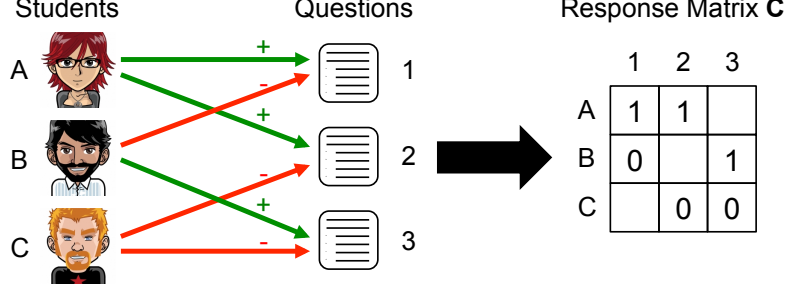 Students Questions Response Matrix C
+
A - 1 1 2 3
+ A 1 1
B - 2 B 0 1
+ C 0 0
C - 3